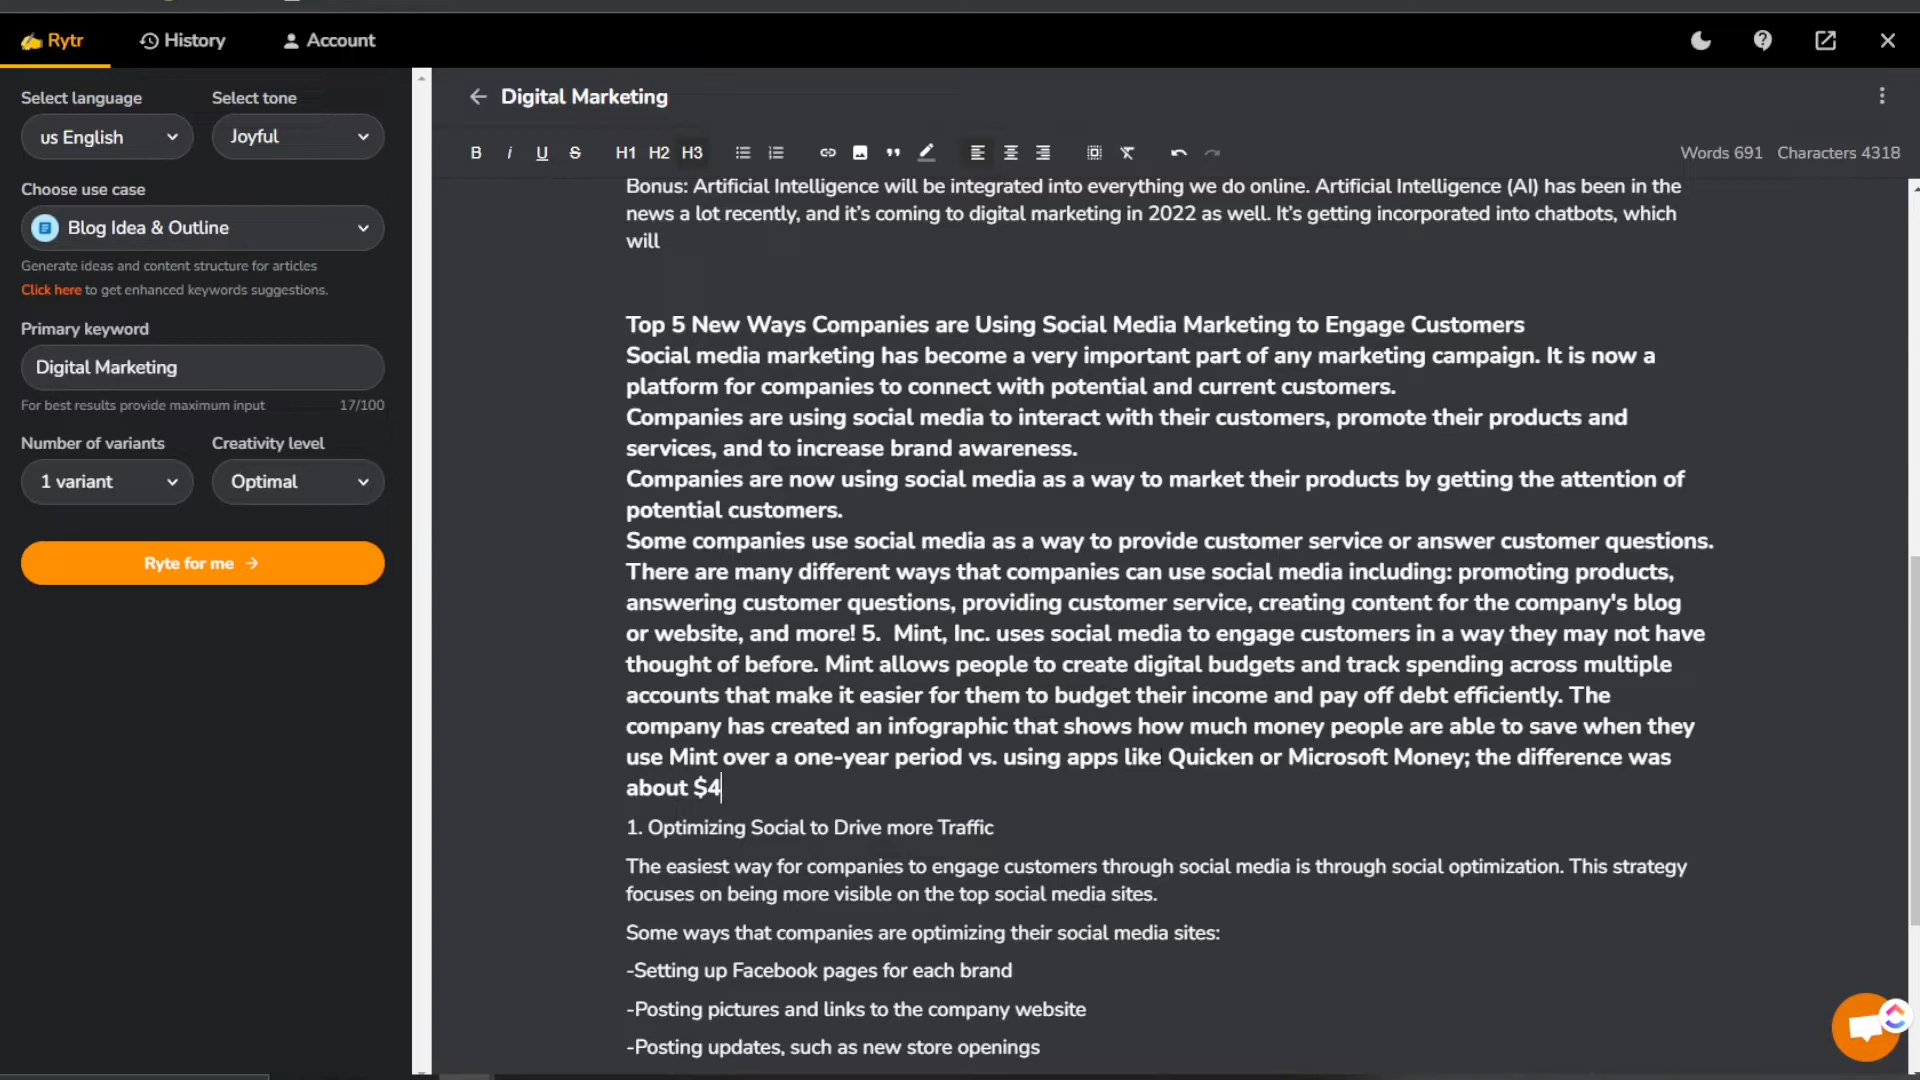 Rytr
History
Account
Select language
Select tone
us English
Joyful
Choose use case
Blog Idea & Outline
Generate ideas and content structure for articles
Click here to get enhanced keywords suggestions.
Primary keyword
Digital Marketing
For best results provide maximum input
17/100
Number of variants
Creativity level
1 variant
Optimal
Ryte for me
Digital Marketing
B i U S H1 H2 H3
Words 691 Characters 4318
Bonus: Artificial Intelligence will be integrated into everything we do online. Artificial Intelligence (AI) has been in the
news a lot recently, and it's coming to digital marketing in 2022 as well. It's getting incorporated into chatbots, which
will
Top 5 New Ways Companies are Using Social Media Marketing to Engage Customers
Social media marketing has become a very important part of any marketing campaign. It is now a
platform for companies to connect with potential and current customers.
Companies are using social media to interact with their customers, promote their products and
services, and to increase brand awareness.
Companies are now using social media as a way to market their products by getting the attention of
potential customers.
Some companies use social media as a way to provide customer service or answer customer questions.
There are many different ways that companies can use social media including: promoting products,
answering customer questions, providing customer service, creating content for the company's blog
or website, and more! 5. Mint, Inc. uses social media to engage customers in a way they may not have
thought of before. Mint allows people to create digital budgets and track spending across multiple
accounts that make it easier for them to budget their income and pay off debt efficiently. The
company has created an infographic that shows how much money people are able to save when they
use Mint over a one-year period vs. using apps like Quicken or Microsoft Money; the difference was
about $4
1. Optimizing Social to Drive more Traffic
The easiest way for companies to engage customers through social media is through social optimization. This strategy
focuses on being more visible on the top social media sites.
Some ways that companies are optimizing their social media sites:
-Setting up Facebook pages for each brand
-Posting pictures and links to the company website
-Posting updates, such as new store openings